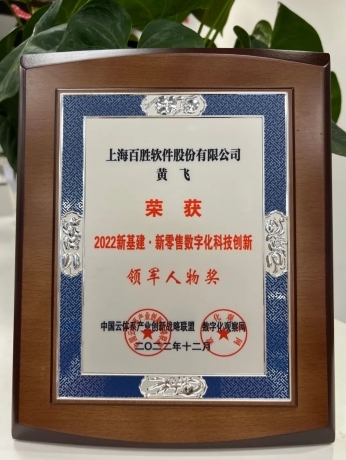 上海百胜软件股份有限公司
黄 飞
荣 获
2022新基建·新零售数字化科技创新
领军人物奖
中国云体系产业创新战略联盟 数字化观察网
二〇二二年十二月